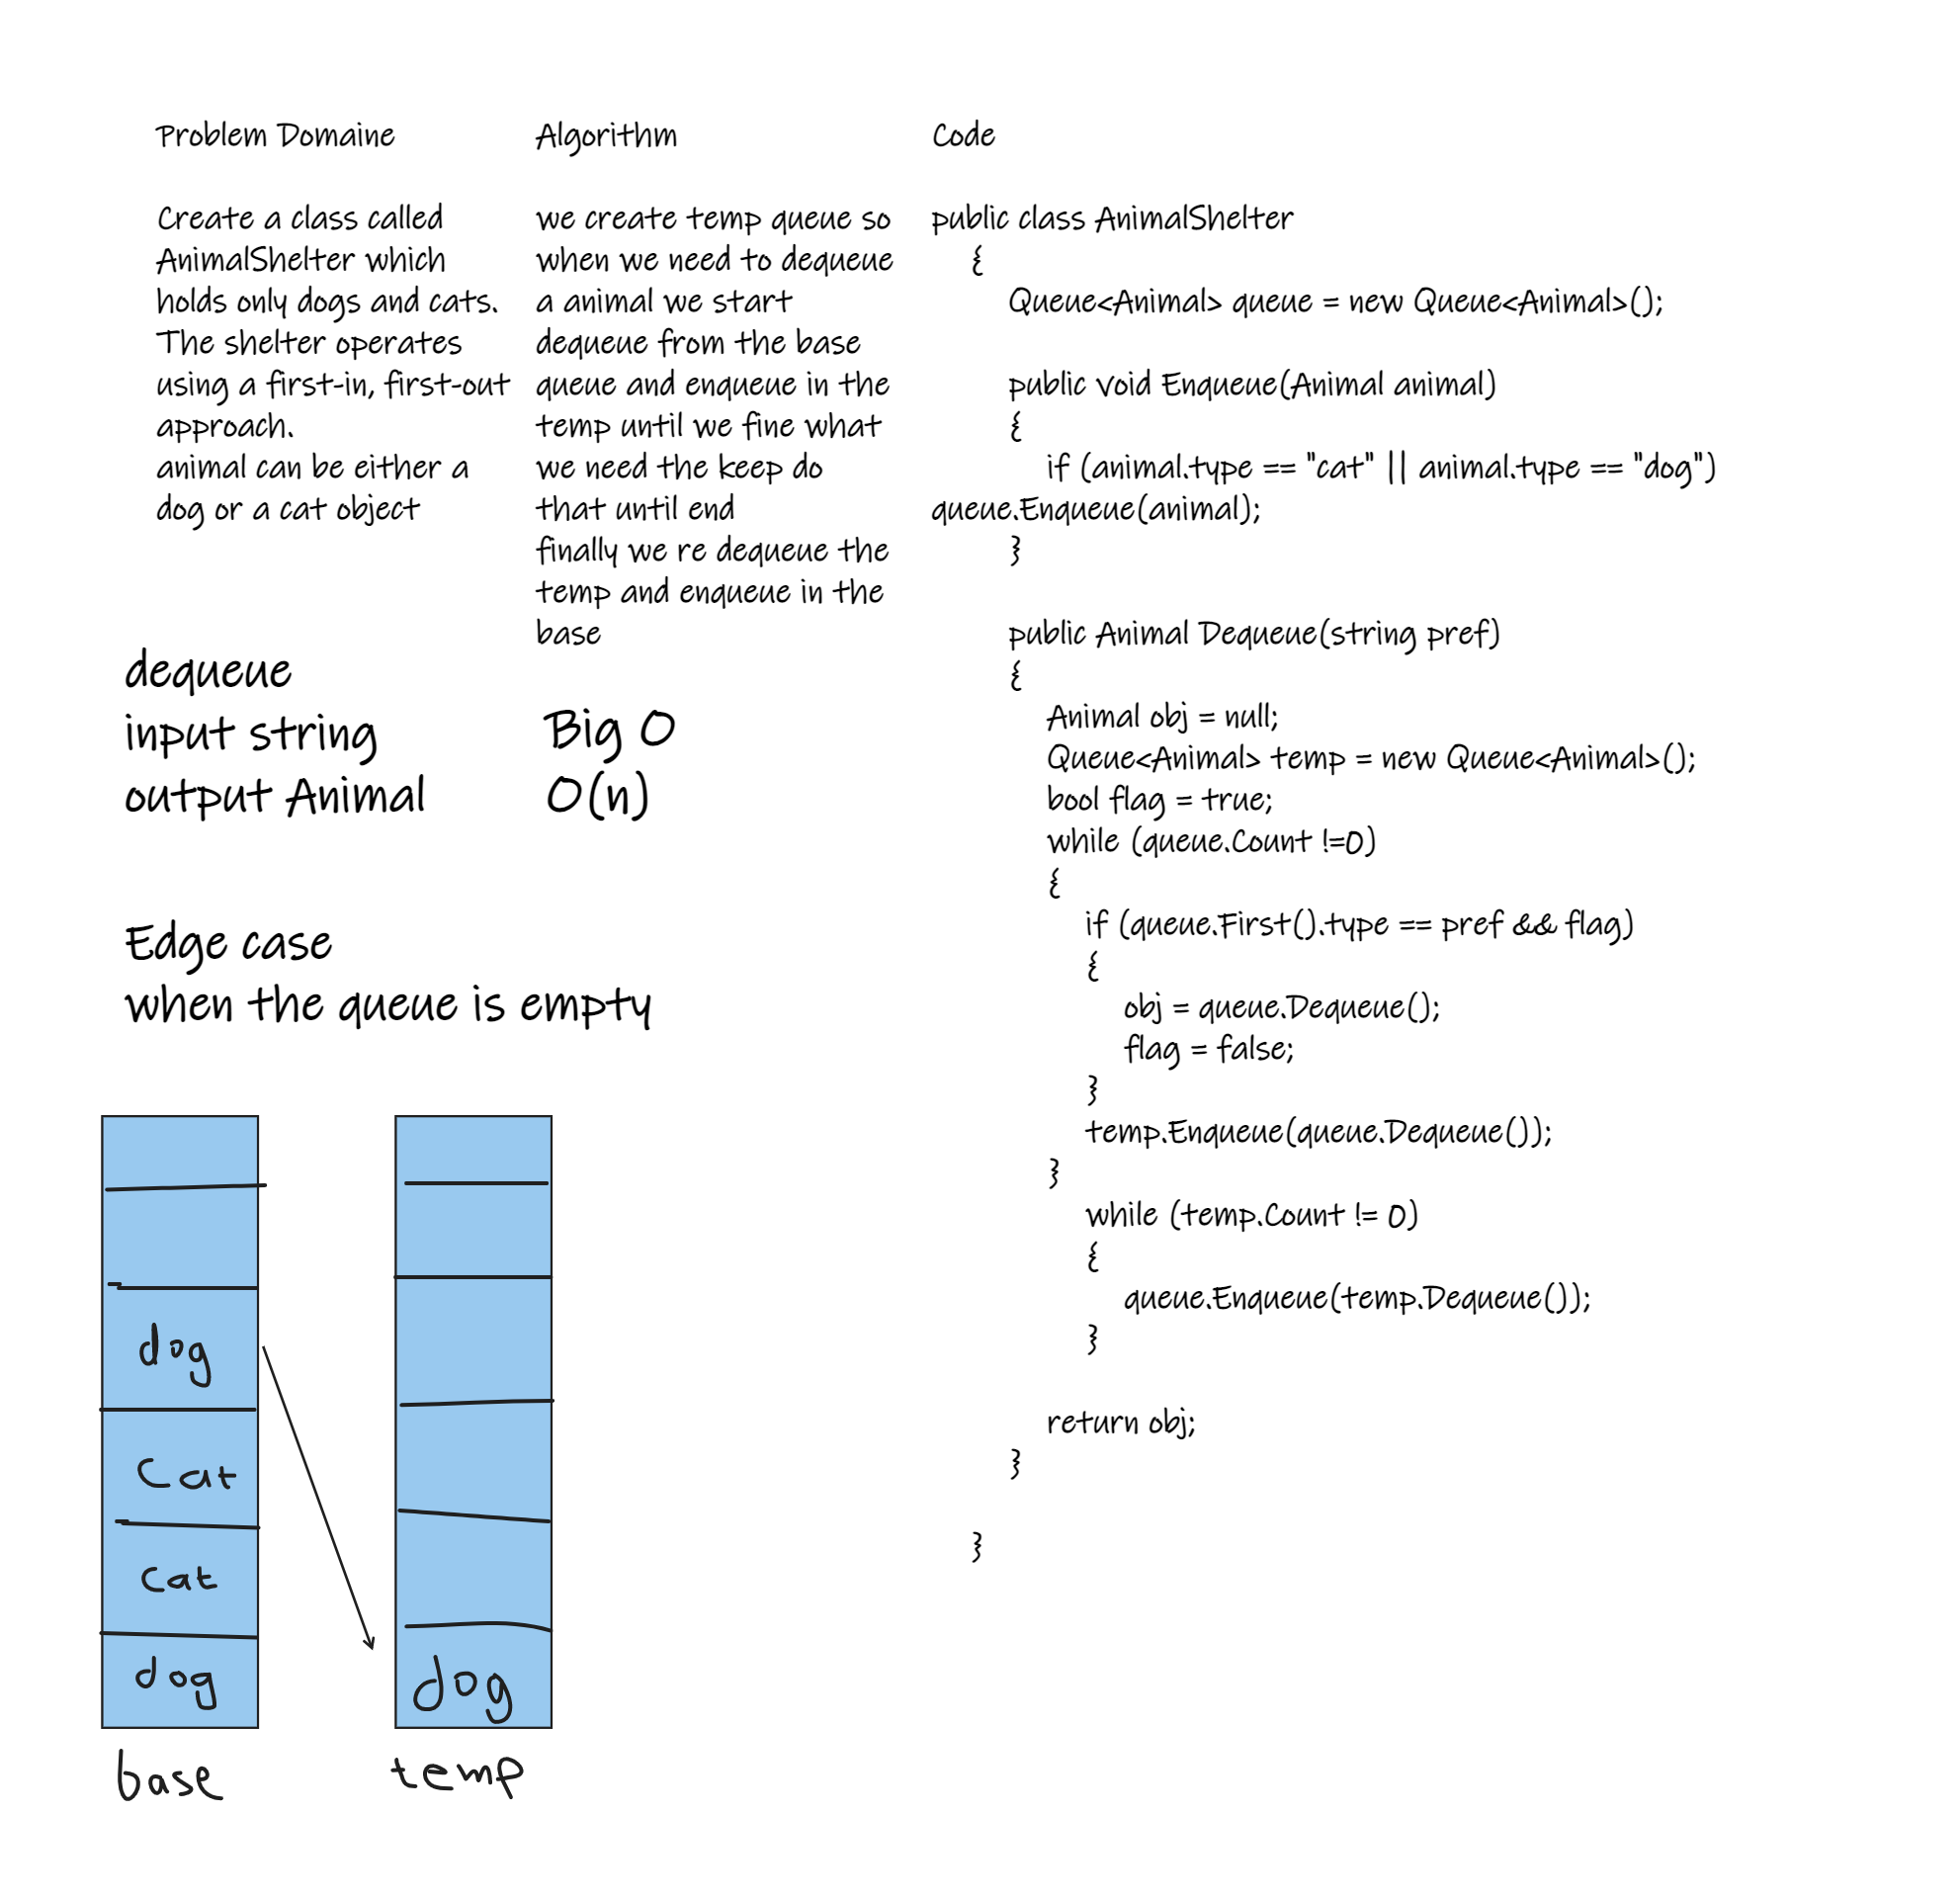 Problem Domaine
Create a class called
AnimalShelter which
holds only dogs and cats.
The shelter operates
using a first-in, first-out
approach.
animal can be either a
dog or a cat object
dequeue
input string
output Animal
Edge case
when the queue is empty
Algorithm
we create temp queue so
when we need to dequeue
a animal we start
dequeue from the base
queue and enqueue in the
temp until we fine what
we need the keep do
that until end
finally we re dequeue the
temp and enqueue in the
base
Big O
O(n)
Code
public class AnimalShelter
{
Queue<Animal> queue = new Queue<Animal>();
public void Enqueue(Animal animal)
{
if (animal.type == "cat" || animal.type == "dog")
queue.Enqueue(animal);
}
public Animal Dequeue(string pref)
{
Animal obj = null;
Queue<Animal> temp = new Queue<Animal>();
bool flag = true;
while (queue.Count !=0)
{
if (queue.First().type == pref && flag)
{
obj = queue.Dequeue();
flag = false;
}
temp.Enqueue(queue.Dequeue());
}
while (temp.Count != 0)
{
queue.Enqueue(temp.Dequeue());
}
return obj;
}
}
dog
Cat
cat
dog
base
dog
temp